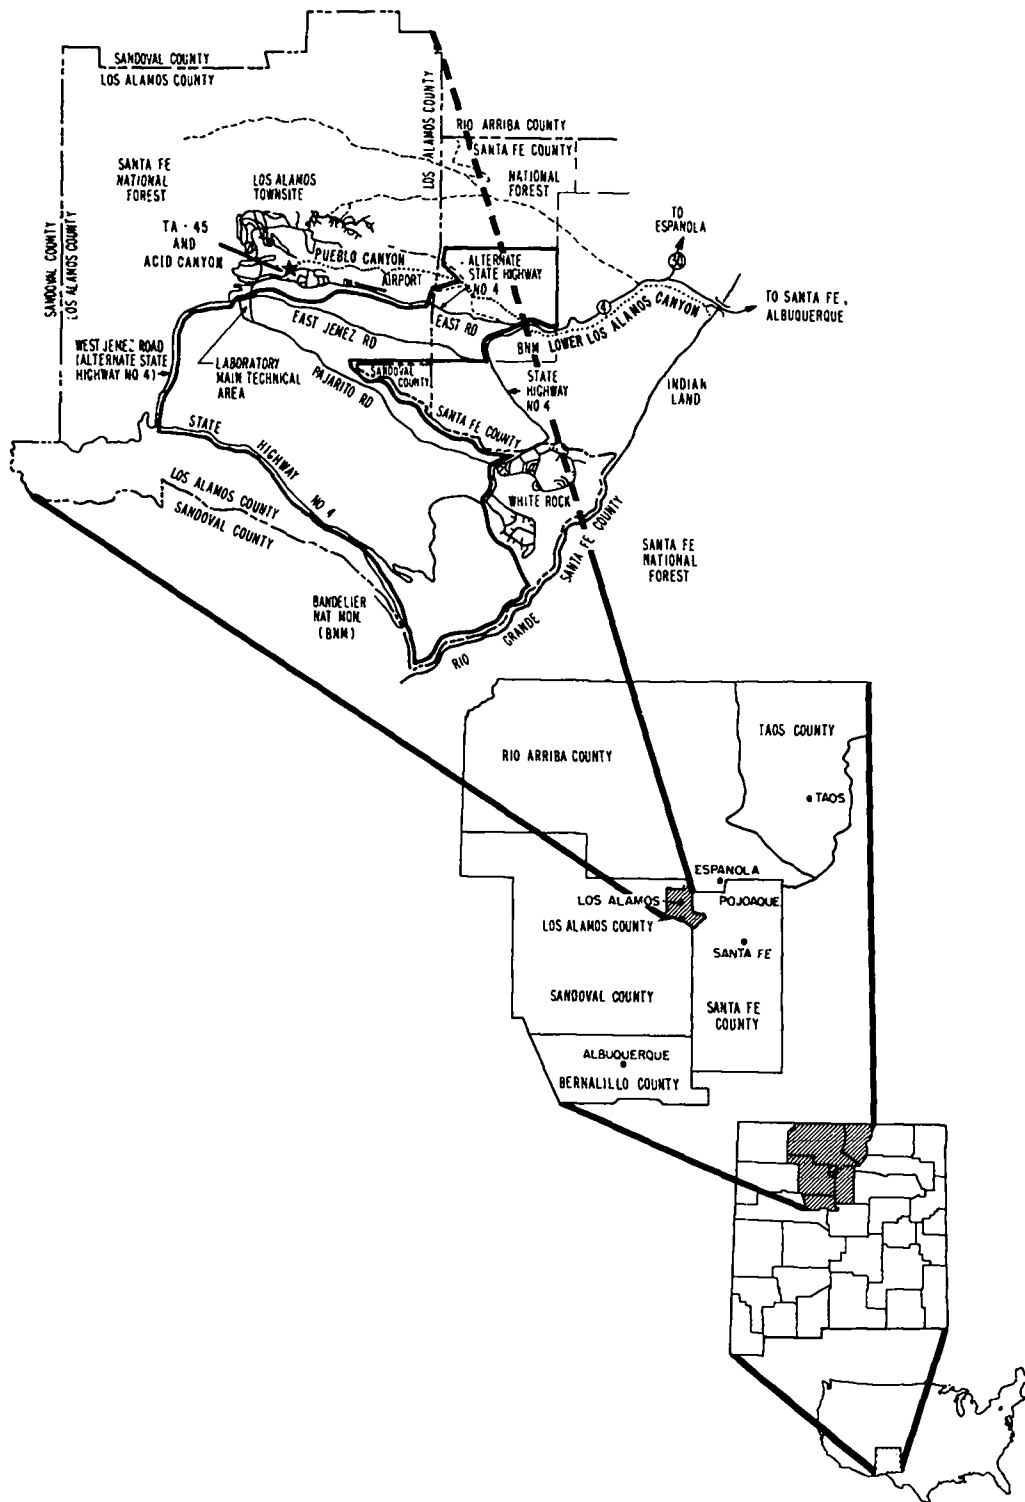 SANDOVAL COUNTY
LOS ALAMOS COUNTY
LOS ALAMOS COUNTY
RIO ARRIBA COUNTY
SANTA FE COUNTY
SANTA FE
NATIONAL
FOREST
LOS ALAMOS
TOWNSITE
NATIONAL
FOREST
TA - 45
AND
ACID CANYON
PUEBLO CANYON
AIRPORT
ALTERNATE
STATE HIGHWAY
NO 4
TO
ESPANOLA
30
4
TO SANTA FE,
ALBUQUERQUE
SANDOVAL COUNTY
LOS ALAMOS COUNTY
EAST RD
EAST JENEZ RD
BNM
LOWER LOS ALAMOS CANYON
WEST JENEZ ROAD
(ALTERNATE STATE
HIGHWAY NO 4)
LABORATORY
MAIN TECHNICAL
AREA
PAJARITO RD
SANDOVAL
COUNTY
STATE
HIGHWAY
NO 4
INDIAN
LAND
SANTA FE COUNTY
STATE HIGHWAY NO 4
LOS ALAMOS COUNTY
SANDOVAL COUNTY
WHITE ROCK
SANTA FE COUNTY
SANTA FE
NATIONAL
FOREST
BANDELIER
NAT MON.
(BNM)
RIO GRANDE
RIO ARRIBA COUNTY
TAOS COUNTY
TAOS
ESPANOLA
LOS ALAMOS
POJOAQUE
LOS ALAMOS COUNTY
SANTA FE
SANDOVAL COUNTY
SANTA FE
COUNTY
ALBUQUERQUE
BERNALILLO COUNTY